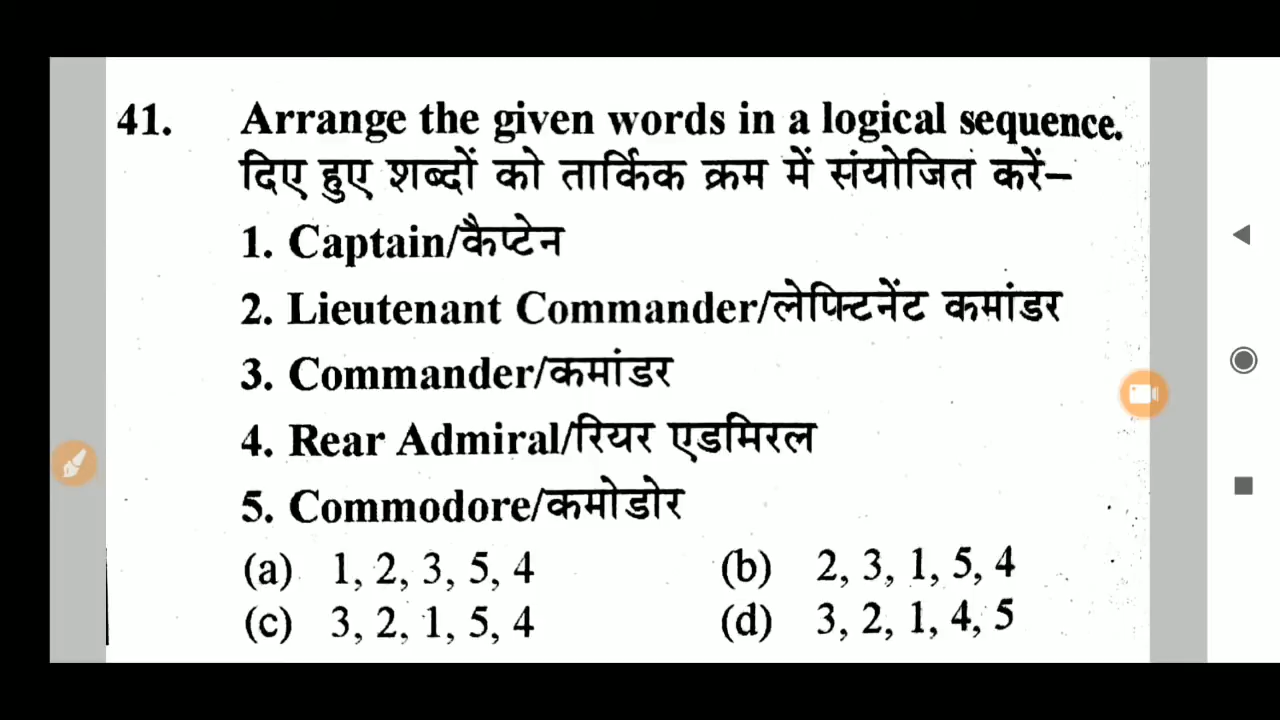 41. Arrange the given words in a logical sequence.
दिए हुए शब्दों को तार्किक क्रम में संयोजित करें–
1. Captain/कैप्टेन
2. Lieutenant Commander/लेफ्टिनेंट कमांडर
3. Commander/कमांडर
4. Rear Admiral/रियर एडमिरल
5. Commodore/कमोडोर
(a) 1, 2, 3, 5, 4 (b) 2, 3, 1, 5, 4
(c) 3, 2, 1, 5, 4 (d) 3, 2, 1, 4, 5